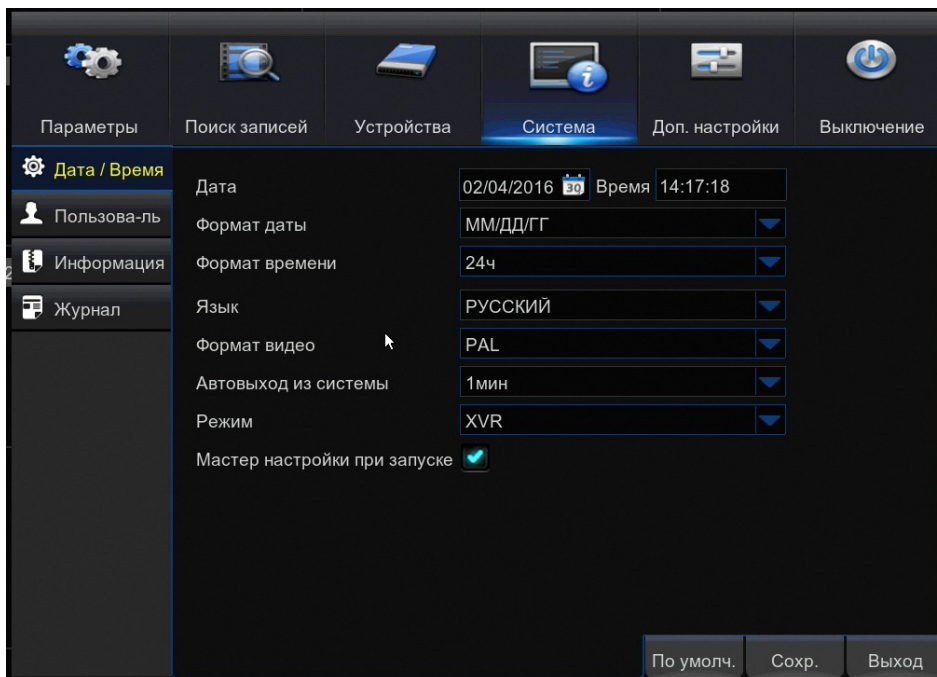 Параметры
Поиск записей
Устройства
Система
Доп. настройки
Выключение
Дата / Время
Пользова-ль
Информация
Журнал
Дата 02/04/2016 30 Время 14:17:18
Формат даты ММ/ДД/ГГ
Формат времени 24ч
Язык РУССКИЙ
Формат видео PAL
Автовыход из системы 1мин
Режим XVR
Мастер настройки при запуске
По умолч. Сохр. Выход